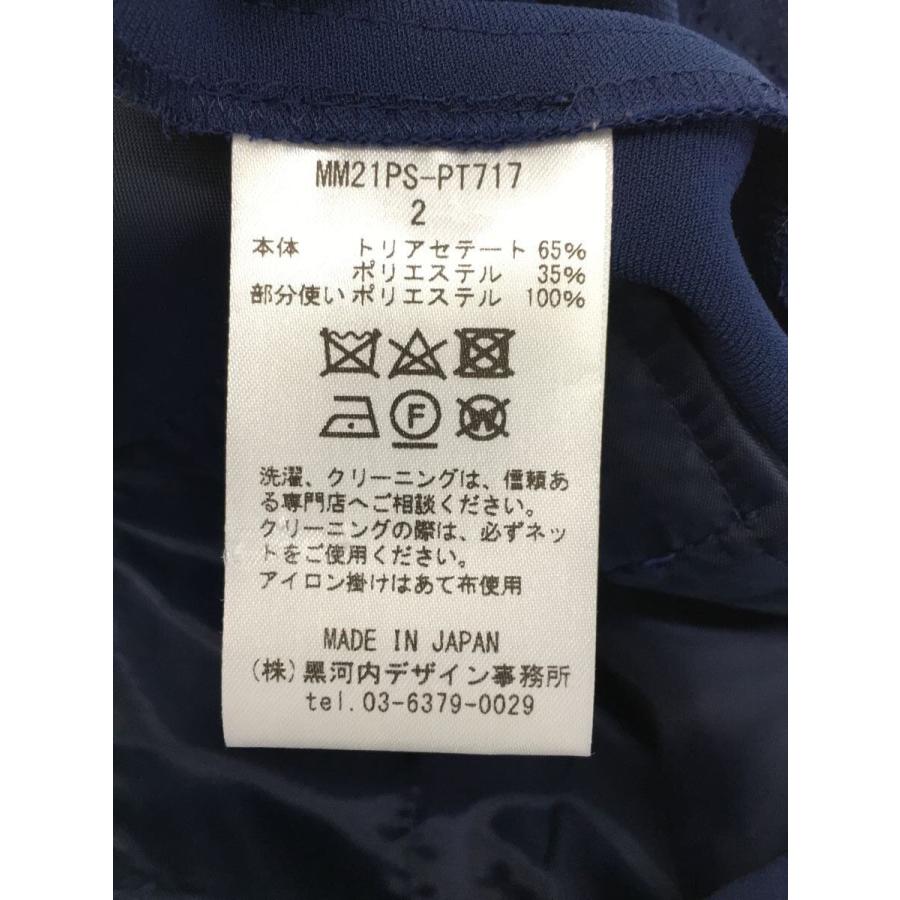 MM21PS-PT717
2
本体 トリアセテート 65%
ポリエステル 35%
部分使い ポリエステル 100%
F
W
洗濯、クリーニングは、信頼あ
る専門店へご相談ください。
クリーニングの際は、必ずネッ
トをご使用ください。
アイロン掛けはあて布使用
MADE IN JAPAN
(株)黒河内デザイン事務所
tel.03-6379-0029